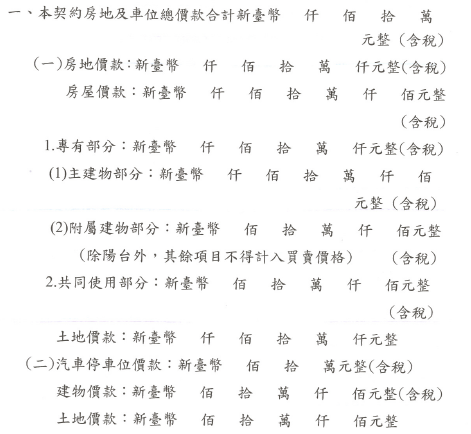 一、本契約房地及車位總價款合計新臺幣　仟　佰　拾　萬
元整（含稅）
(一)房地價款：新臺幣　仟　佰　拾　萬　仟元整(含稅)
房屋價款：新臺幣　仟　佰　拾　萬　仟　佰元整
(含稅)
1.專有部分：新臺幣　仟　佰　拾　萬　仟元整(含稅)
(1)主建物部分：新臺幣　仟　佰　拾　萬　仟　佰
元整（含稅）
(2)附屬建物部分：新臺幣　佰　拾　萬　仟　佰元整
（除陽台外，其餘項目不得計入買賣價格）　(含稅)
2.共同使用部分：新臺幣　佰　拾　萬　仟　佰元整
(含稅)
土地價款：新臺幣　仟　佰　拾　萬　仟元整
(二)汽車停車位價款：新臺幣　佰　拾　萬元整(含稅)
建物價款：新臺幣　佰　拾　萬　仟　佰元整(含稅)
土地價款：新臺幣　佰　拾　萬　仟　佰元整